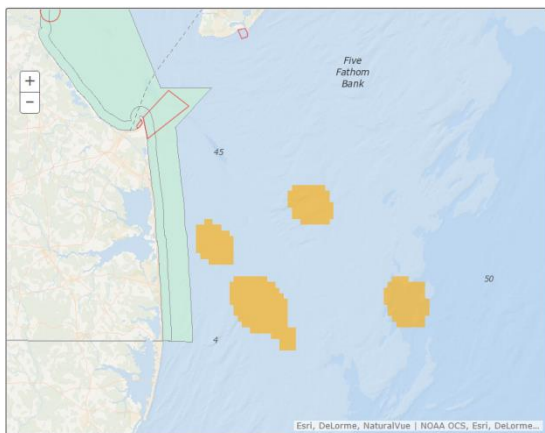 Five
Fathom
Bank
+
−
45
50
4
Esri, DeLorme, NaturalVue | NOAA OCS, Esri, DeLorme...